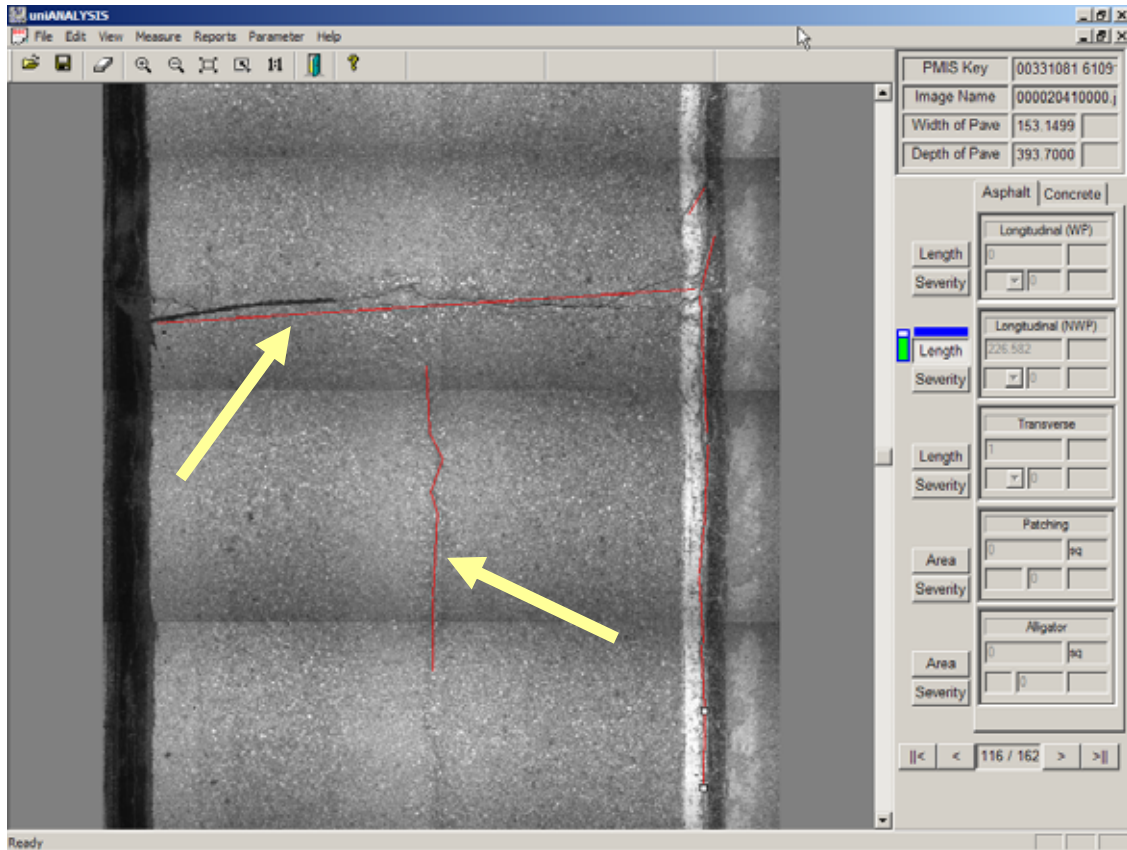 uniANALYSIS
File Edit View Measure Reports Parameter Help
1:1
PMIS Key 00331081 6109
Image Name 000020410000.j
Width of Pave 153.1499
Depth of Pave 393.7000
Asphalt Concrete
Longitudinal (WP)
Length 0
Severity 0
Longitudinal (NWP)
Length 226.582
Severity 0
Transverse
Length 1
Severity 0
Patching
Area 0 sq
Severity 0
Alligator
Area 0 sq
Severity 0
||< < 116 / 162 > >||
Ready